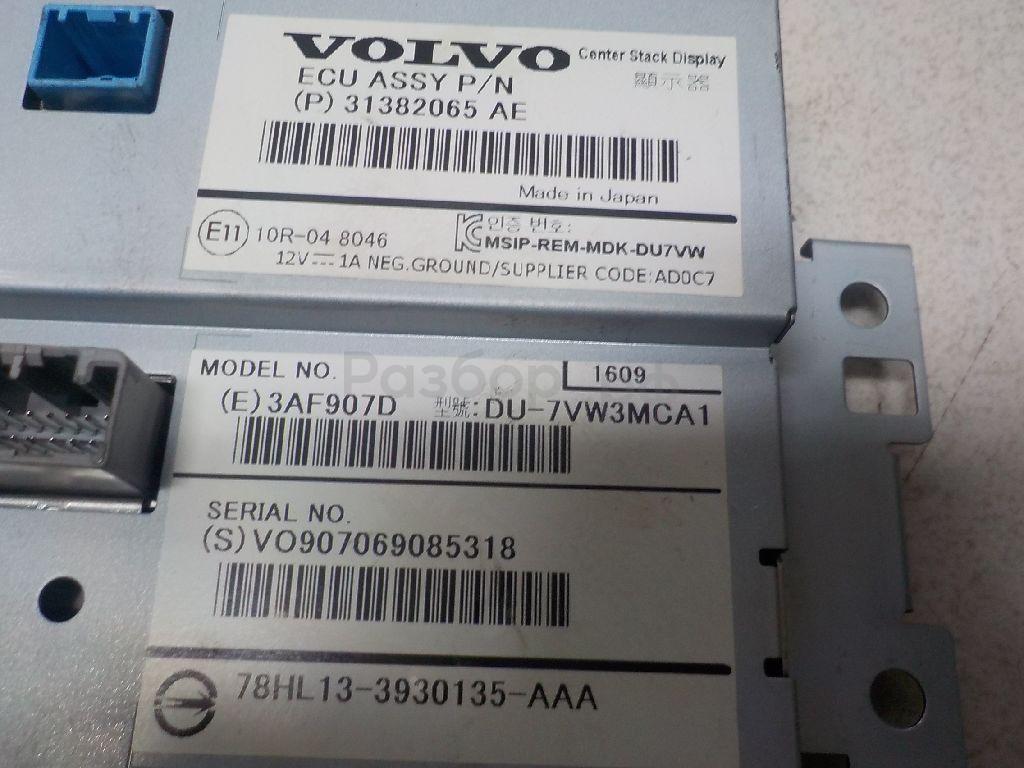 VOLVO Center Stack Display
ECU ASSY P/N 顯示器
(P) 31382065 AE
Made in Japan
E11 10R-04 8046 인증 번호:
MSIP-REM-MDK-DU7VW
12V 1A NEG.GROUND/SUPPLIER CODE:AD0C7
MODEL NO. 1609
(E)3AF907D 型號:DU-7VW3MCA1
SERIAL NO.
(S)VO907069085318
78HL13-3930135-AAA